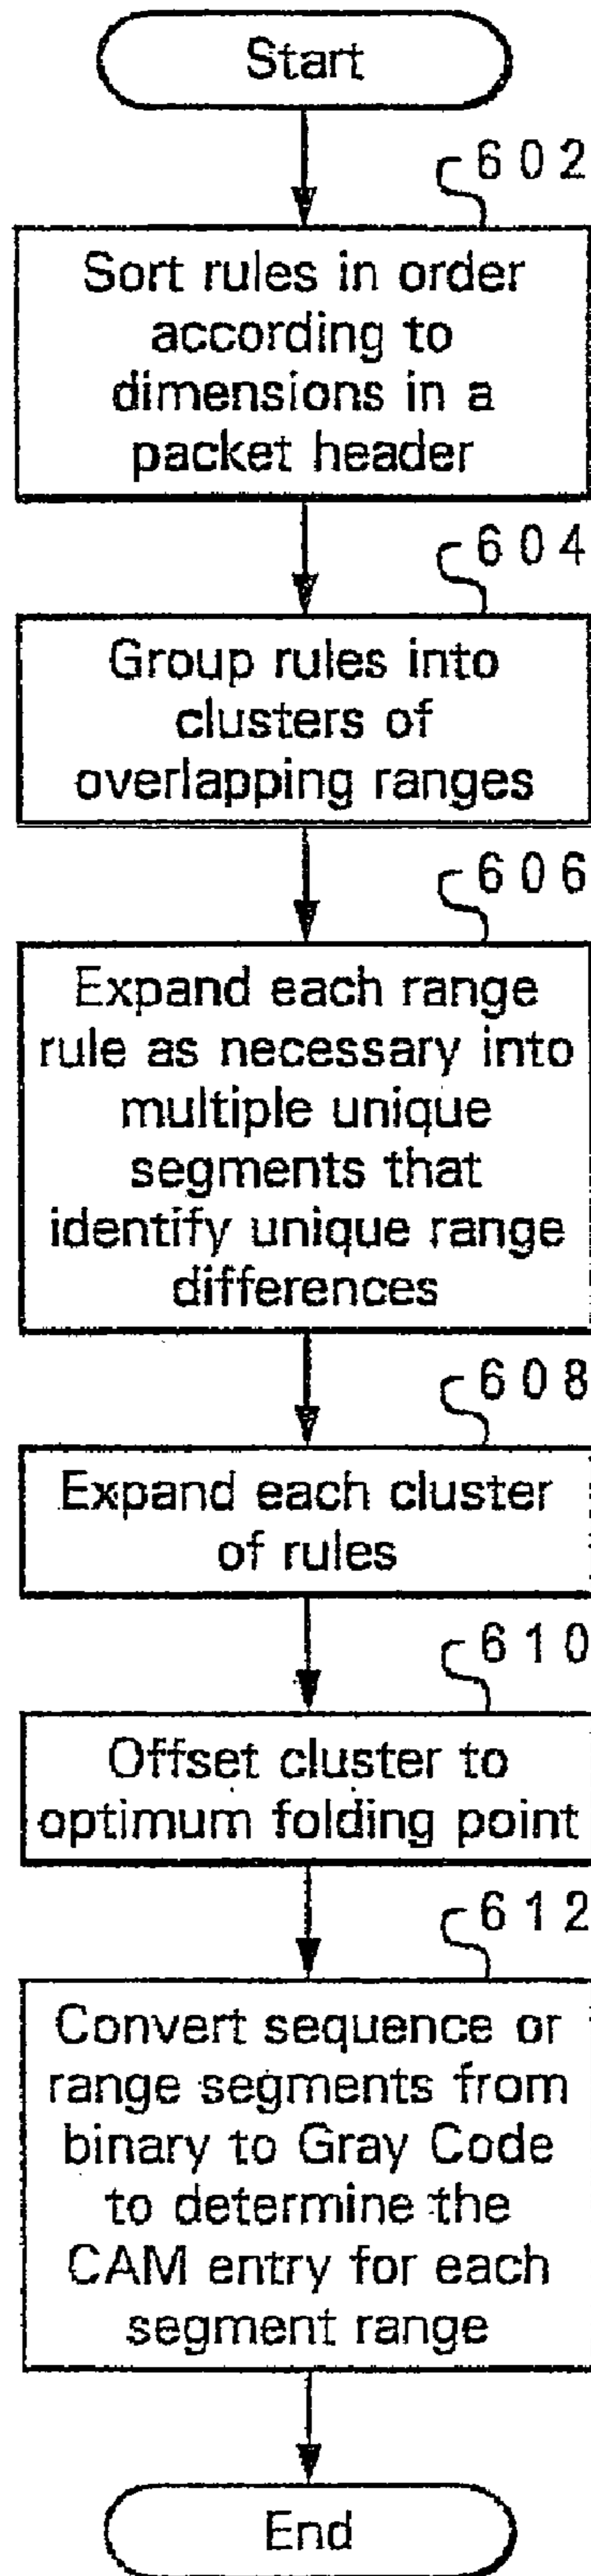 Start
602
Sort rules in order
according to
dimensions in a
packet header
604
Group rules into
clusters of
overlapping ranges
606
Expand each range
rule as necessary into
multiple unique
segments that
identify unique range
differences
608
Expand each cluster
of rules
610
Offset cluster to
optimum folding point
612
Convert sequence or
range segments from
binary to Gray Code
to determine the
CAM entry for each
segment range
End